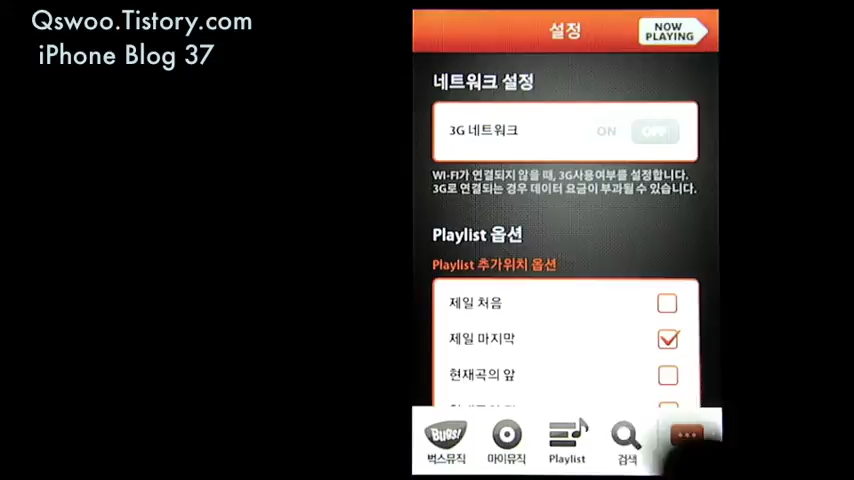 Qswoo.Tistory.com
iPhone Blog 37
설정
NOW
PLAYING
네트워크 설정
3G 네트워크
ON
OFF
WI-FI가 연결되지 않을 때, 3G사용여부를 설정합니다.
3G로 연결되는 경우 데이터 요금이 부과될 수 있습니다.
Playlist 옵션
Playlist 추가위치 옵션
제일 처음
제일 마지막
현재곡의 앞
Bugs!
벅스뮤직
마이뮤직
Playlist
검색